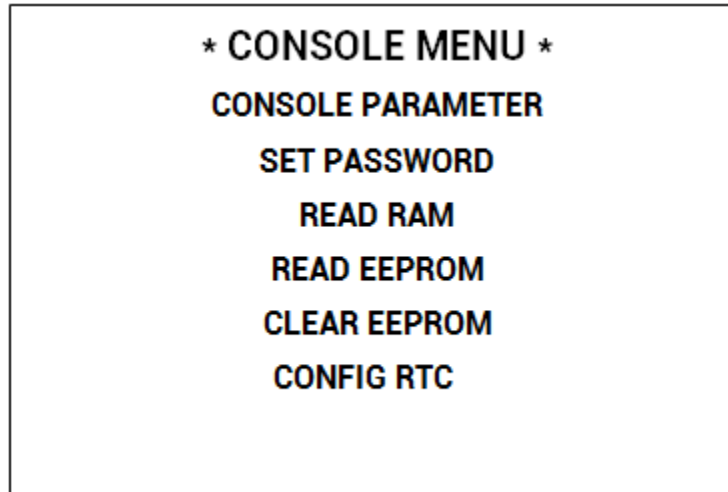 * CONSOLE MENU *
CONSOLE PARAMETER
SET PASSWORD
READ RAM
READ EEPROM
CLEAR EEPROM
CONFIG RTC